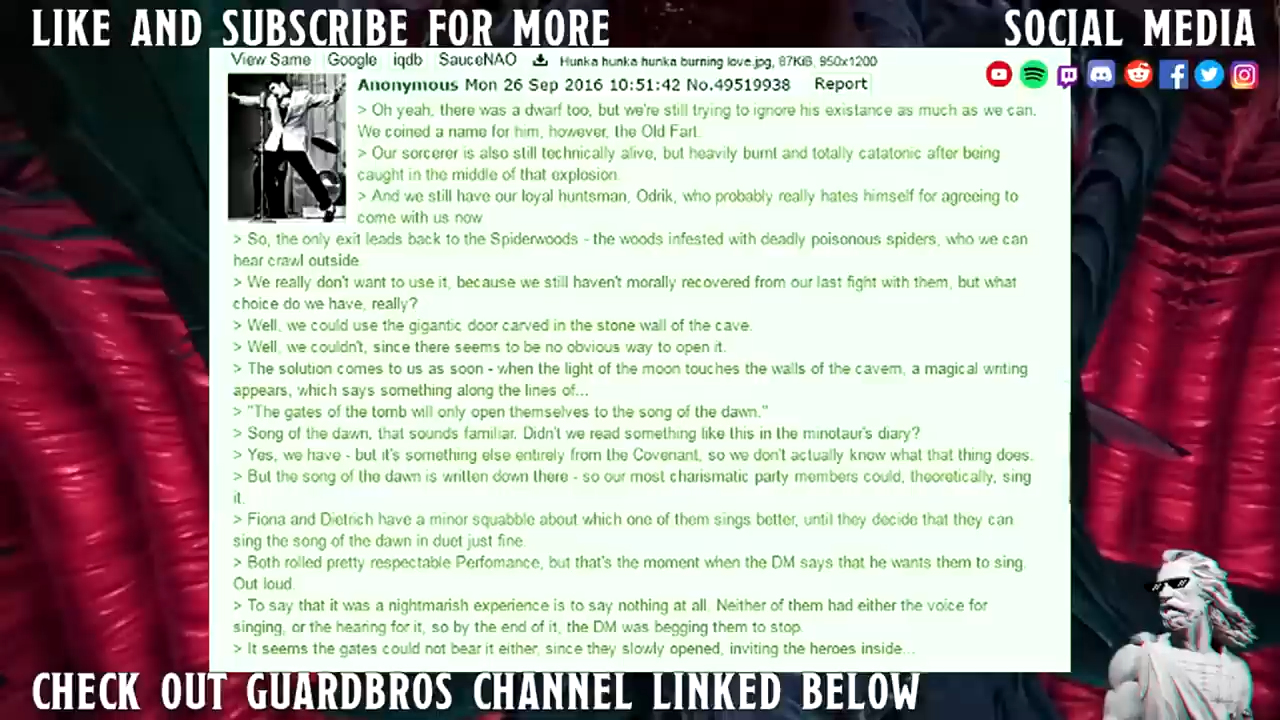 LIKE AND SUBSCRIBE FOR MORE
SOCIAL MEDIA
View Same Google iqdb SauceNAO Hunka hunka hunka burning love.jpg, 87KiB, 950x1200
Anonymous Mon 26 Sep 2016 10:51:42 No.49519938 Report
> Oh yeah, there was a dwarf too, but we're still trying to ignore his existance as much as we can.
We coined a name for him, however, the Old Fart.
> Our sorcerer is also still technically alive, but heavily burnt and totally catatonic after being
caught in the middle of that explosion.
> And we still have our loyal huntsman, Odrik, who probably really hates himself for agreeing to
come with us now
> So, the only exit leads back to the Spiderwoods - the woods infested with deadly poisonous spiders, who we can
hear crawl outside.
> We really don't want to use it, because we still haven't morally recovered from our last fight with them, but what
choice do we have, really?
> Well, we could use the gigantic door carved in the stone wall of the cave.
> Well, we couldn't, since there seems to be no obvious way to open it.
> The solution comes to us as soon - when the light of the moon touches the walls of the cavern, a magical writing
appears, which says something along the lines of...
> "The gates of the tomb will only open themselves to the song of the dawn."
> Song of the dawn, that sounds familiar. Didn't we read something like this in the minotaur's diary?
> Yes, we have - but it's something else entirely from the Covenant, so we don't actually know what that thing does.
> But the song of the dawn is written down there - so our most charismatic party members could, theoretically, sing
it.
> Fiona and Dietrich have a minor squabble about which one of them sings better, until they decide that they can
sing the song of the dawn in duet just fine.
> Both rolled pretty respectable Perfomance, but that's the moment when the DM says that he wants them to sing.
Out loud.
> To say that it was a nightmarish experience is to say nothing at all. Neither of them had either the voice for
singing, or the hearing for it, so by the end of it, the DM was begging them to stop.
> It seems the gates could not bear it either, since they slowly opened, inviting the heroes inside...
CHECK OUT GUARDBROS CHANNEL LINKED BELOW